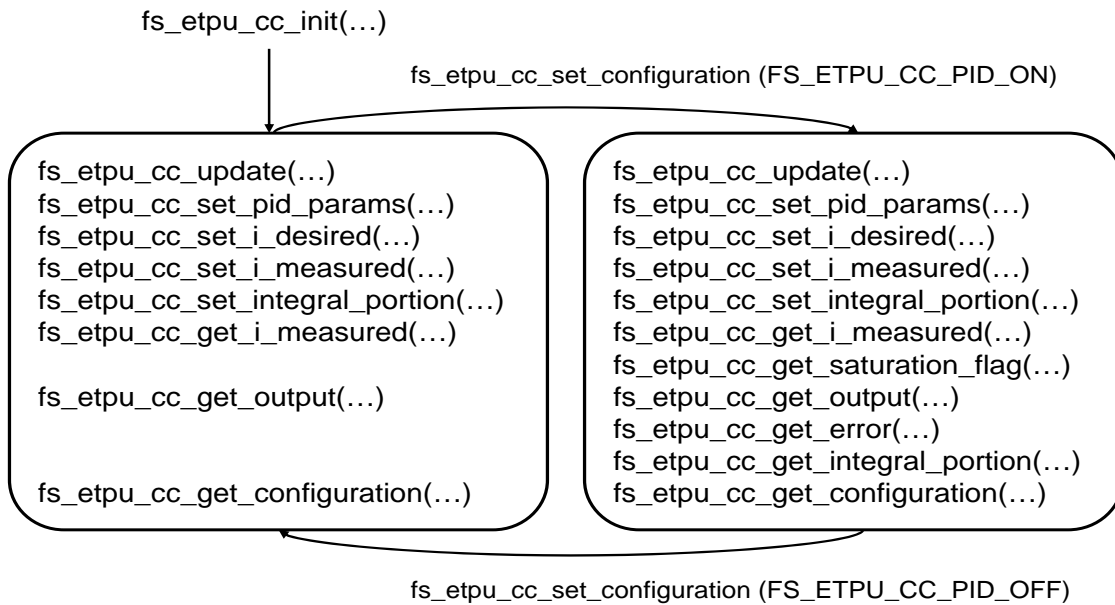 fs_etpu_cc_init(…)
fs_etpu_cc_set_configuration (FS_ETPU_CC_PID_ON)
fs_etpu_cc_update(…)
fs_etpu_cc_set_pid_params(…)
fs_etpu_cc_set_i_desired(…)
fs_etpu_cc_set_i_measured(…)
fs_etpu_cc_set_integral_portion(…)
fs_etpu_cc_get_i_measured(…)
fs_etpu_cc_get_output(…)
fs_etpu_cc_get_configuration(…)
fs_etpu_cc_update(…)
fs_etpu_cc_set_pid_params(…)
fs_etpu_cc_set_i_desired(…)
fs_etpu_cc_set_i_measured(…)
fs_etpu_cc_set_integral_portion(…)
fs_etpu_cc_get_i_measured(…)
fs_etpu_cc_get_saturation_flag(…)
fs_etpu_cc_get_output(…)
fs_etpu_cc_get_error(…)
fs_etpu_cc_get_integral_portion(…)
fs_etpu_cc_get_configuration(…)
fs_etpu_cc_set_configuration (FS_ETPU_CC_PID_OFF)